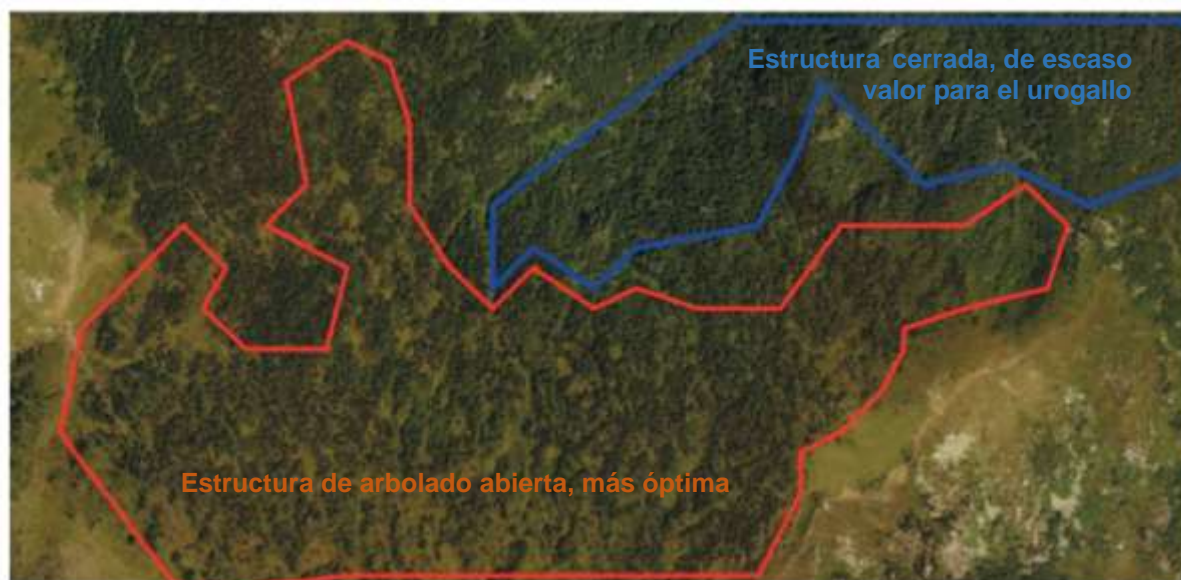 Estructura cerrada, de escaso
valor para el urogallo
Estructura de arbolado abierta, más óptima